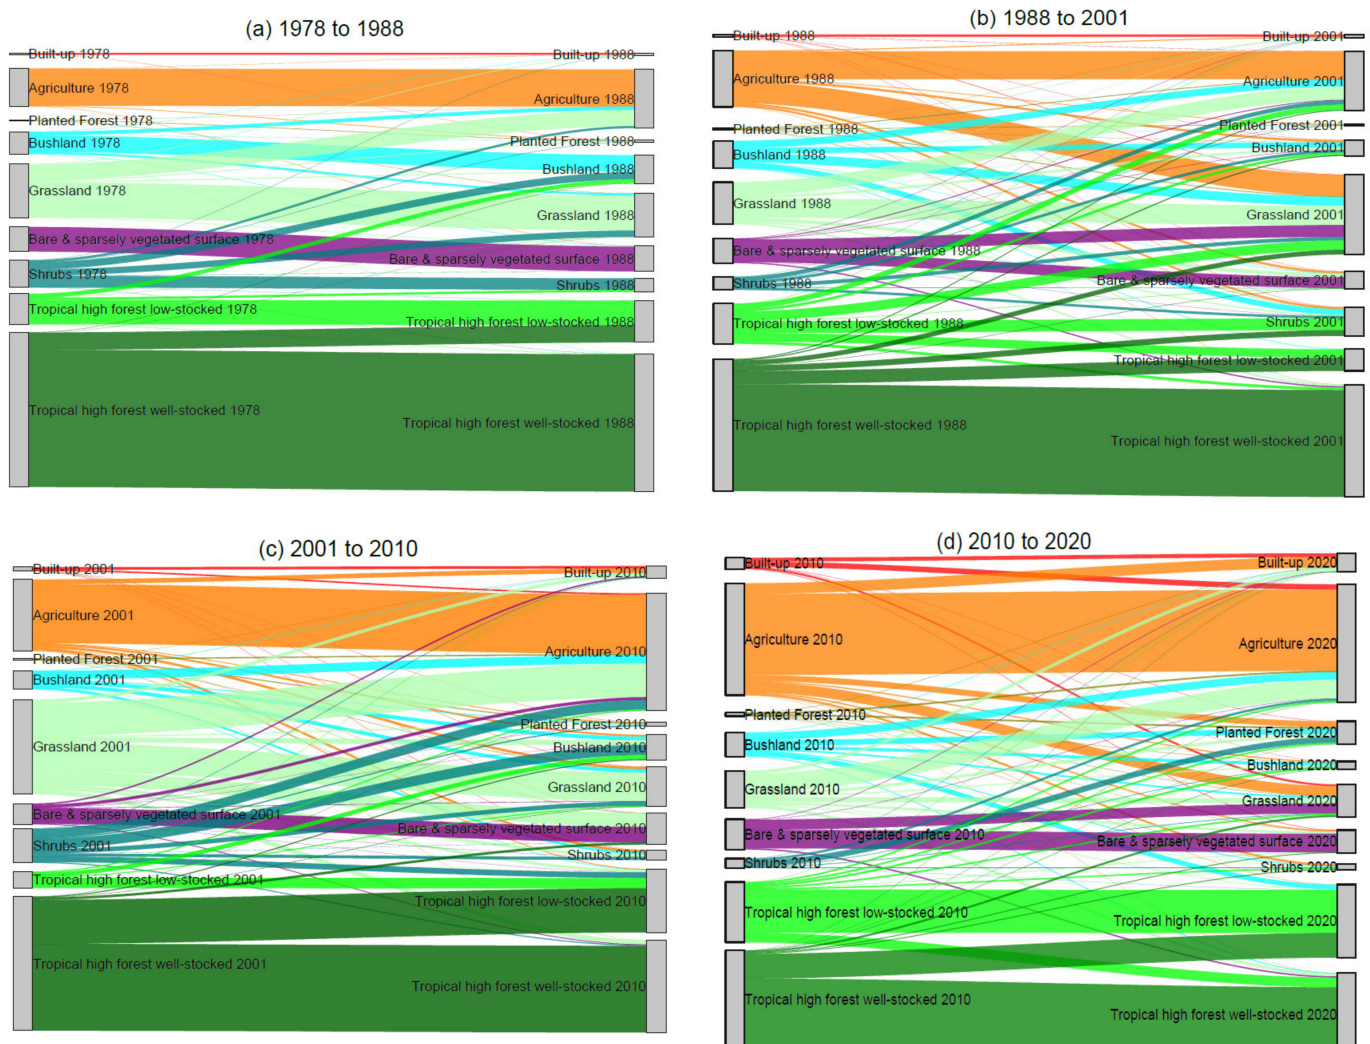 (a) 1978 to 1988
Built-up 1978
Agriculture 1978
Planted Forest 1978
Bushland 1978
Grassland 1978
Bare & sparsely vegetated surface 1978
Shrubs 1978
Tropical high forest low-stocked 1978
Tropical high forest well-stocked 1978
Built-up 1988
Agriculture 1988
Planted Forest 1988
Bushland 1988
Grassland 1988
Bare & sparsely vegetated surface 1988
Shrubs 1988
Tropical high forest low-stocked 1988
Tropical high forest well-stocked 1988
(b) 1988 to 2001
Built-up 1988
Agriculture 1988
Planted Forest 1988
Bushland 1988
Grassland 1988
Bare & sparsely vegetated surface 1988
Shrubs 1988
Tropical high forest low-stocked 1988
Tropical high forest well-stocked 1988
Built-up 2001
Agriculture 2001
Planted Forest 2001
Bushland 2001
Grassland 2001
Bare & sparsely vegetated surface 2001
Shrubs 2001
Tropical high forest low-stocked 2001
Tropical high forest well-stocked 2001
(c) 2001 to 2010
Built-up 2001
Agriculture 2001
Planted Forest 2001
Bushland 2001
Grassland 2001
Bare & sparsely vegetated surface 2001
Shrubs 2001
Tropical high forest low-stocked 2001
Tropical high forest well-stocked 2001
Built-up 2010
Agriculture 2010
Planted Forest 2010
Bushland 2010
Grassland 2010
Bare & sparsely vegetated surface 2010
Shrubs 2010
Tropical high forest low-stocked 2010
Tropical high forest well-stocked 2010
(d) 2010 to 2020
Built-up 2010
Agriculture 2010
Planted Forest 2010
Bushland 2010
Grassland 2010
Bare & sparsely vegetated surface 2010
Shrubs 2010
Tropical high forest low-stocked 2010
Tropical high forest well-stocked 2010
Built-up 2020
Agriculture 2020
Planted Forest 2020
Bushland 2020
Grassland 2020
Bare & sparsely vegetated surface 2020
Shrubs 2020
Tropical high forest low-stocked 2020
Tropical high forest well-stocked 2020